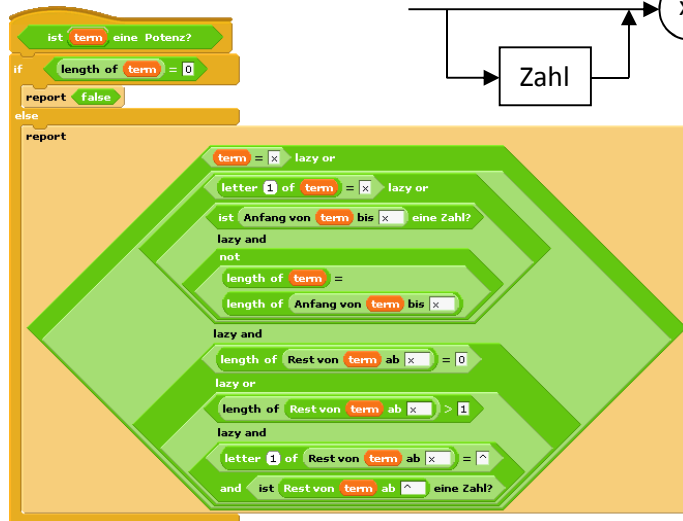 ist term eine Potenz?
x
if length of term = 0
Zahl
report false
else
report
term = x lazy or
letter 1 of term = x lazy or
ist Anfang von term bis x eine Zahl?
lazy and
not
length of term =
length of Anfang von term bis x
lazy and
length of Rest von term ab x = 0
lazy or
length of Rest von term ab x > 1
lazy and
letter 1 of Rest von term ab x = ^
and ist Rest von term ab ^ eine Zahl?